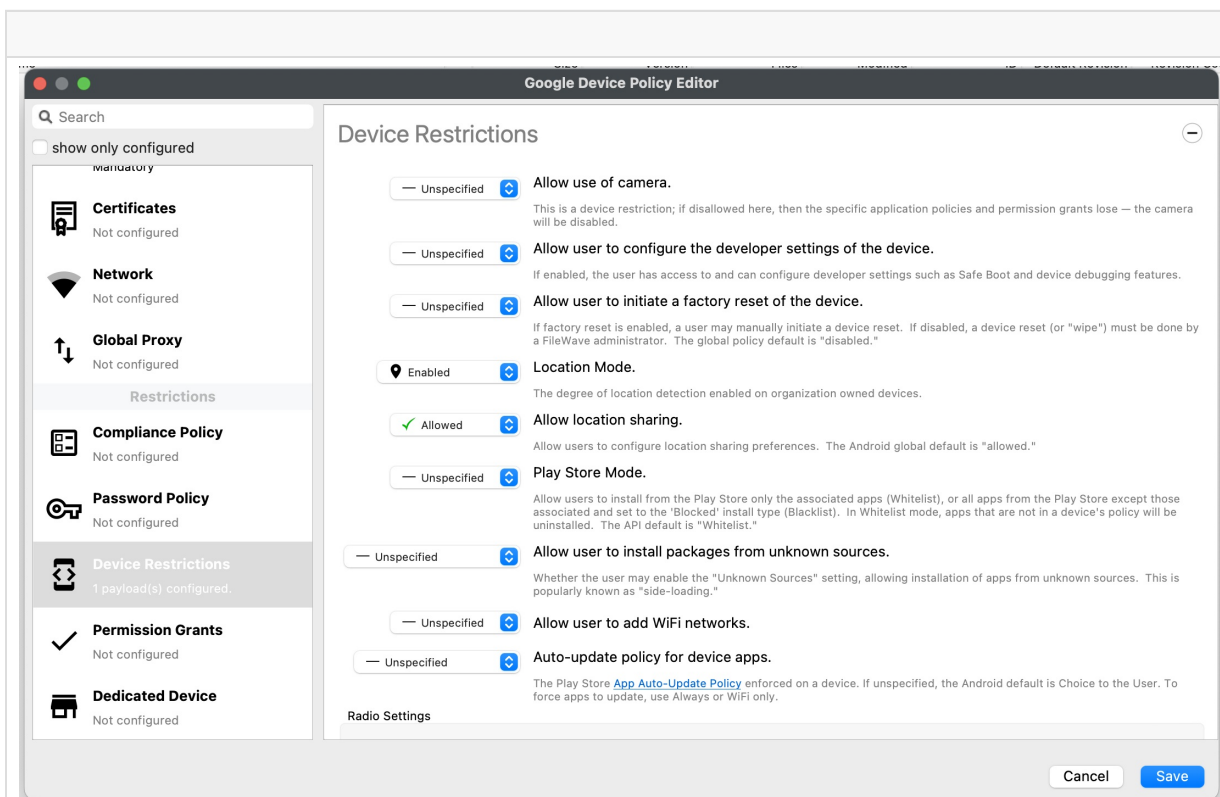 Size Version Files Modified ID Default Revision
Google Device Policy Editor
Search
show only configured
Mandatory
Certificates
Not configured
Network
Not configured
Global Proxy
Not configured
Restrictions
Compliance Policy
Not configured
Password Policy
Not configured
Device Restrictions
1 payload(s) configured.
Permission Grants
Not configured
Dedicated Device
Not configured
Device Restrictions
— Unspecified Allow use of camera.
This is a device restriction; if disallowed here, then the specific application policies and permission grants lose — the camera
will be disabled.
— Unspecified Allow user to configure the developer settings of the device.
If enabled, the user has access to and can configure developer settings such as Safe Boot and device debugging features.
— Unspecified Allow user to initiate a factory reset of the device.
If factory reset is enabled, a user may manually initiate a device reset. If disabled, a device reset (or "wipe") must be done by
a FileWave administrator. The global policy default is "disabled."
Enabled Location Mode.
The degree of location detection enabled on organization owned devices.
Allowed Allow location sharing.
Allow users to configure location sharing preferences. The Android global default is "allowed."
— Unspecified Play Store Mode.
Allow users to install from the Play Store only the associated apps (Whitelist), or all apps from the Play Store except those
associated and set to the 'Blocked' install type (Blacklist). In Whitelist mode, apps that are not in a device's policy will be
uninstalled. The API default is "Whitelist."
— Unspecified Allow user to install packages from unknown sources.
Whether the user may enable the "Unknown Sources" setting, allowing installation of apps from unknown sources. This is
popularly known as "side-loading."
— Unspecified Allow user to add WiFi networks.
— Unspecified Auto-update policy for device apps.
The Play Store App Auto-Update Policy enforced on a device. If unspecified, the Android default is Choice to the User. To
force apps to update, use Always or WiFi only.
Radio Settings
Cancel Save